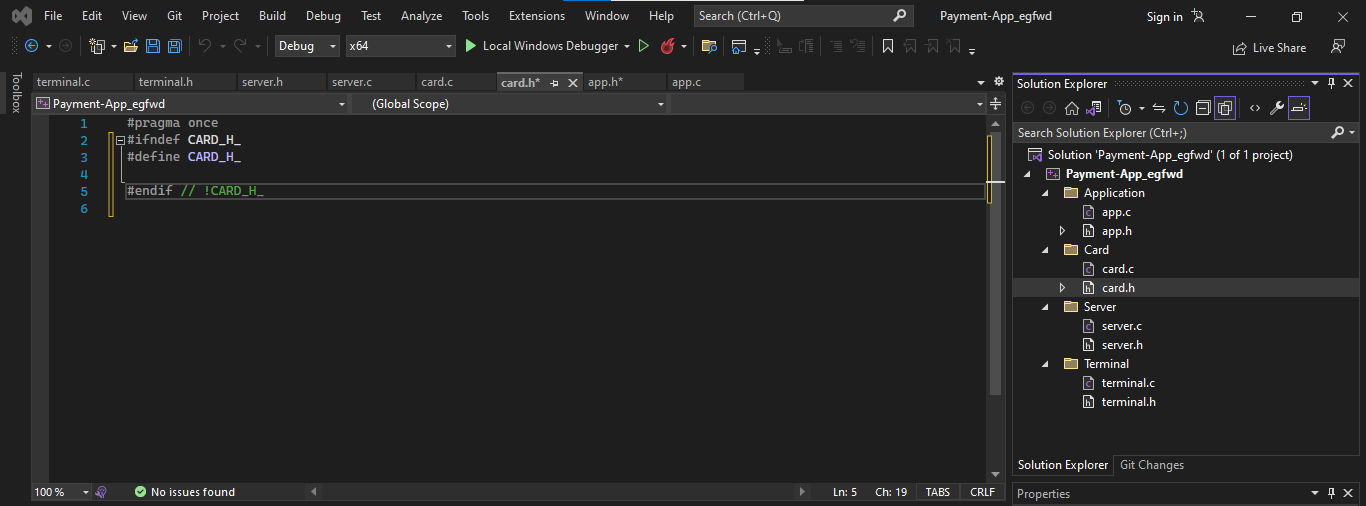 File Edit View Git Project Build Debug Test Analyze Tools Extensions Window Help Search (Ctrl+Q) Payment-App_egfwd Sign in
Debug x64 Local Windows Debugger Live Share
Toolbox
terminal.c terminal.h server.h server.c card.c card.h* app.h* app.c
Payment-App_egfwd (Global Scope)
1 #pragma once
2 #ifndef CARD_H_
3 #define CARD_H_
4
5 #endif // !CARD_H_
6
100 % No issues found Ln: 5 Ch: 19 TABS CRLF
Solution Explorer
Search Solution Explorer (Ctrl+;)
Solution 'Payment-App_egfwd' (1 of 1 project)
Payment-App_egfwd
Application
app.c
app.h
Card
card.c
card.h
Server
server.c
server.h
Terminal
terminal.c
terminal.h
Solution Explorer Git Changes
Properties